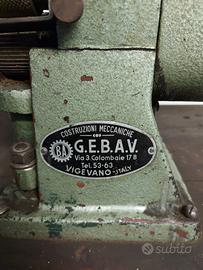 COSTRUZIONI MECCANICHE
G.E.B.A.V.
Via 3. Colombaie 17 B
Tel. 53-63
VIGEVANO - ITALY
subito